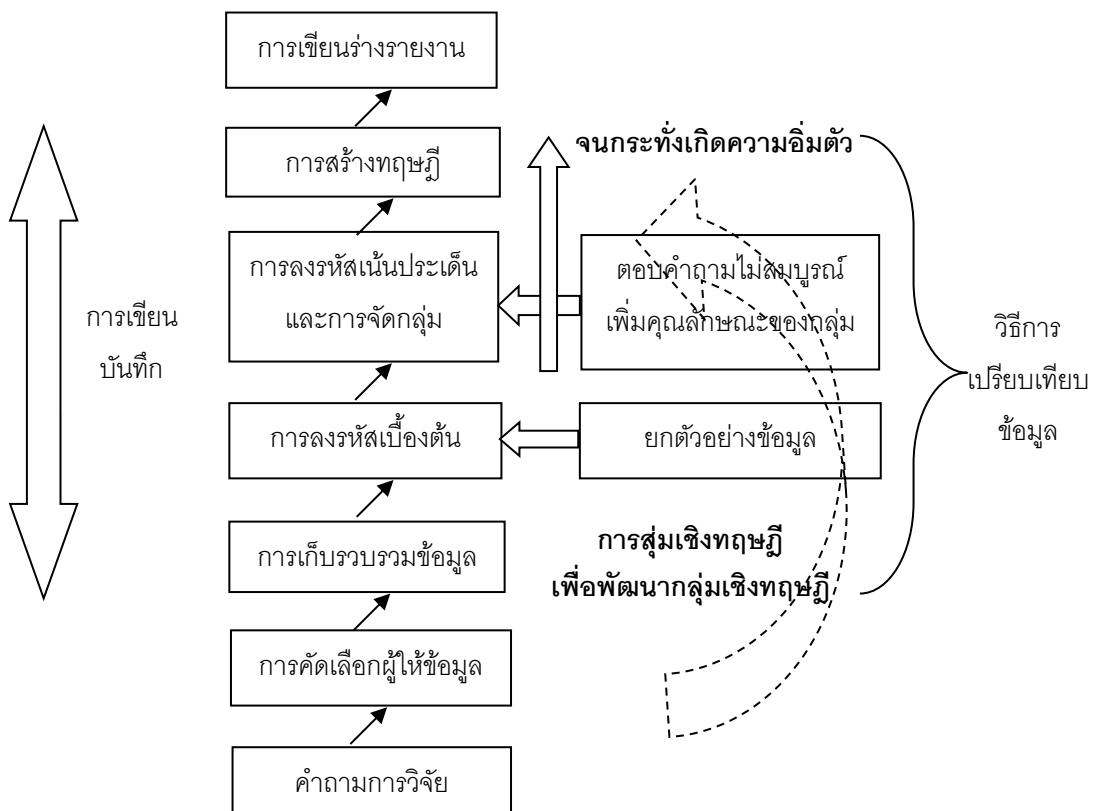 การเขียนร่างรายงาน
การสร้างทฤษฎี
จนกระทั่งเกิดความอิ่มตัว
การลงรหัสเน้นประเด็น
และการจัดกลุ่ม
ตอบคำถามไม่สมบูรณ์
เพิ่มคุณลักษณะของกลุ่ม
การเขียน
บันทึก
วิธีการ
เปรียบเทียบ
ข้อมูล
การลงรหัสเบื้องต้น
ยกตัวอย่างข้อมูล
การเก็บรวบรวมข้อมูล
การสุ่มเชิงทฤษฎี
เพื่อพัฒนากลุ่มเชิงทฤษฎี
การคัดเลือกผู้ให้ข้อมูล
คำถามการวิจัย